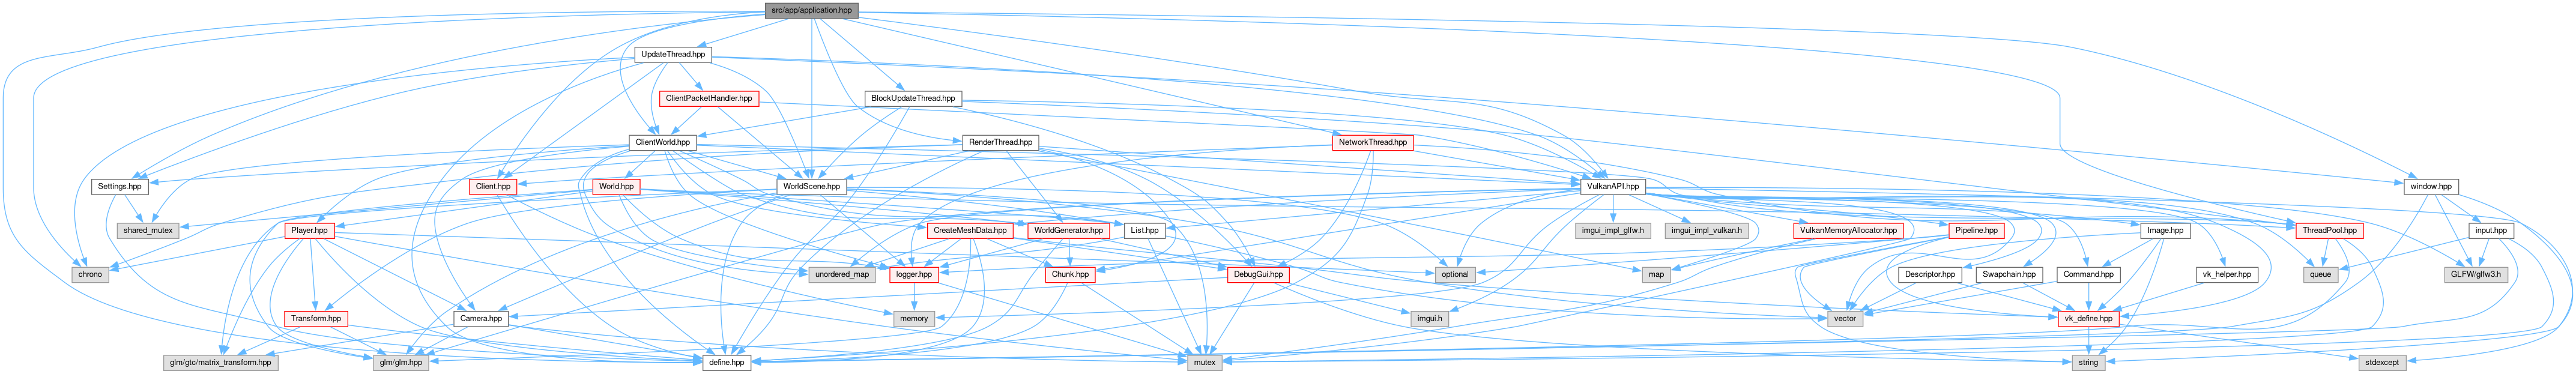 src/app/application.hpp
UpdateThread.hpp
ClientPacketHandler.hpp
BlockUpdateThread.hpp
ClientWorld.hpp
RenderThread.hpp
NetworkThread.hpp
Settings.hpp
Client.hpp
World.hpp
WorldScene.hpp
VulkanAPI.hpp
window.hpp
shared_mutex
Player.hpp
CreateMeshData.hpp
WorldGenerator.hpp
List.hpp
imgui_impl_glfw.h
imgui_impl_vulkan.h
VulkanMemoryAllocator.hpp
Pipeline.hpp
Image.hpp
ThreadPool.hpp
input.hpp
chrono
unordered_map
logger.hpp
Chunk.hpp
DebugGui.hpp
optional
map
Descriptor.hpp
Swapchain.hpp
Command.hpp
vk_helper.hpp
queue
GLFW/glfw3.h
Transform.hpp
Camera.hpp
memory
imgui.h
vector
vk_define.hpp
glm/gtc/matrix_transform.hpp
glm/glm.hpp
define.hpp
mutex
string
stdexcept